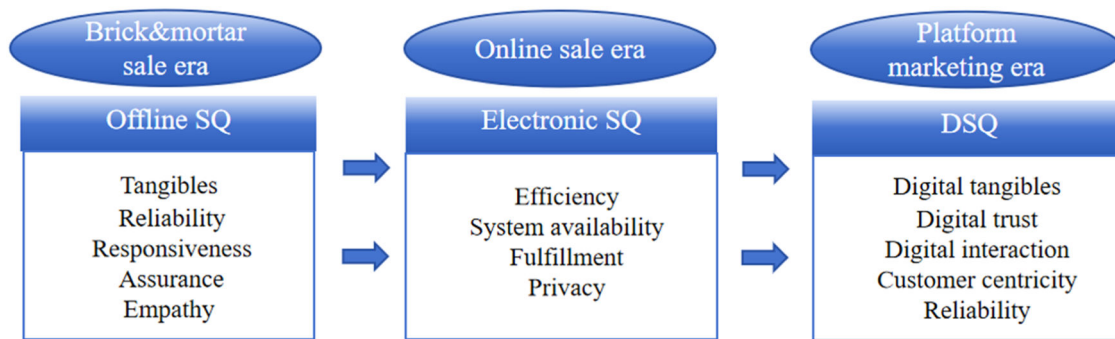 Brick&mortar
sale era
Offline SQ
Tangibles
Reliability
Responsiveness
Assurance
Empathy
Online sale era
Electronic SQ
Efficiency
System availability
Fulfillment
Privacy
Platform
marketing era
DSQ
Digital tangibles
Digital trust
Digital interaction
Customer centricity
Reliability